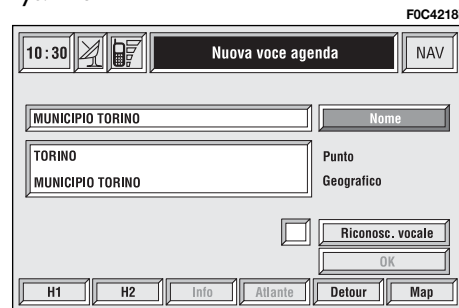 F0C4218
10:30 Nuova voce agenda NAV
MUNICIPIO TORINO Nome
TORINO Punto
MUNICIPIO TORINO Geografico
Riconosc. vocale
OK
H1 H2 Info Atlante Detour Map